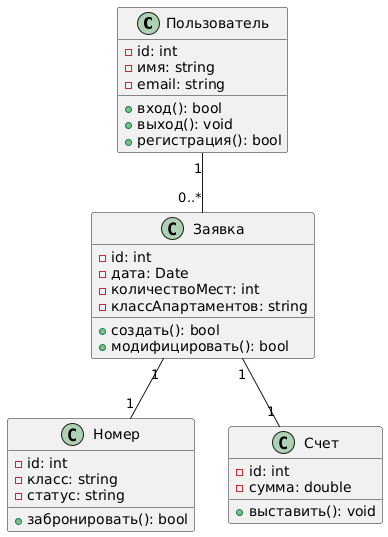 C Пользователь
id: int
имя: string
email: string
вход(): bool
выход(): void
регистрация(): bool
1
0..*
C Заявка
id: int
дата: Date
количествоМест: int
классАпартаментов: string
создать(): bool
модифицировать(): bool
1
1
1
1
C Номер
id: int
класс: string
статус: string
забронировать(): bool
C Счет
id: int
сумма: double
выставить(): void